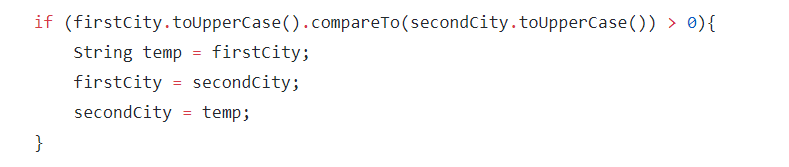 if (firstCity.toUpperCase().compareTo(secondCity.toUpperCase()) > 0){
    String temp = firstCity;
    firstCity = secondCity;
    secondCity = temp;
}